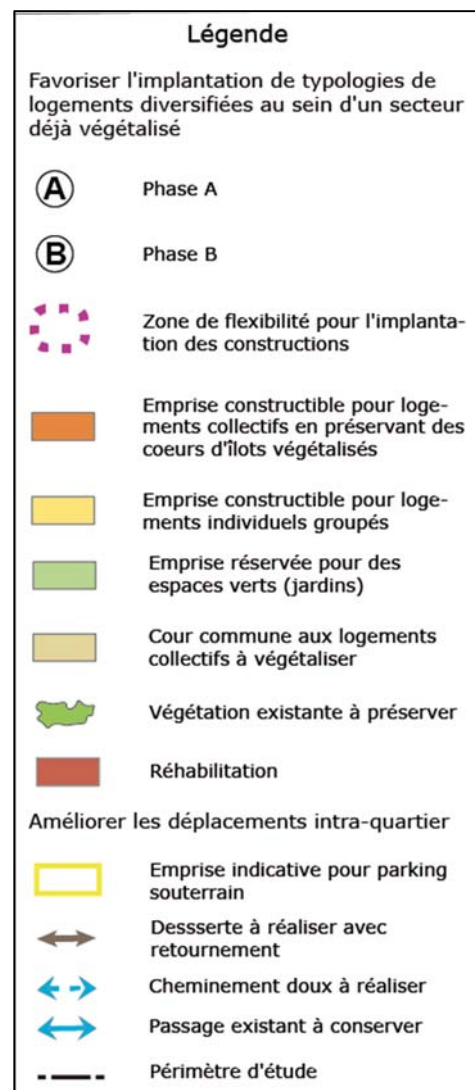 Légende
Favoriser l'implantation de typologies de
logements diversifiées au sein d'un secteur
déjà végétalisé
A Phase A
B Phase B
Zone de flexibilité pour l'implanta-
tion des constructions
Emprise constructible pour loge-
ments collectifs en préservant des
coeurs d'îlots végétalisés
Emprise constructible pour loge-
ments individuels groupés
Emprise réservée pour des
espaces verts (jardins)
Cour commune aux logements
collectifs à végétaliser
Végétation existante à préserver
Réhabilitation
Améliorer les déplacements intra-quartier
Emprise indicative pour parking
souterrain
Dessserte à réaliser avec
retournement
Cheminement doux à réaliser
Passage existant à conserver
Périmètre d'étude